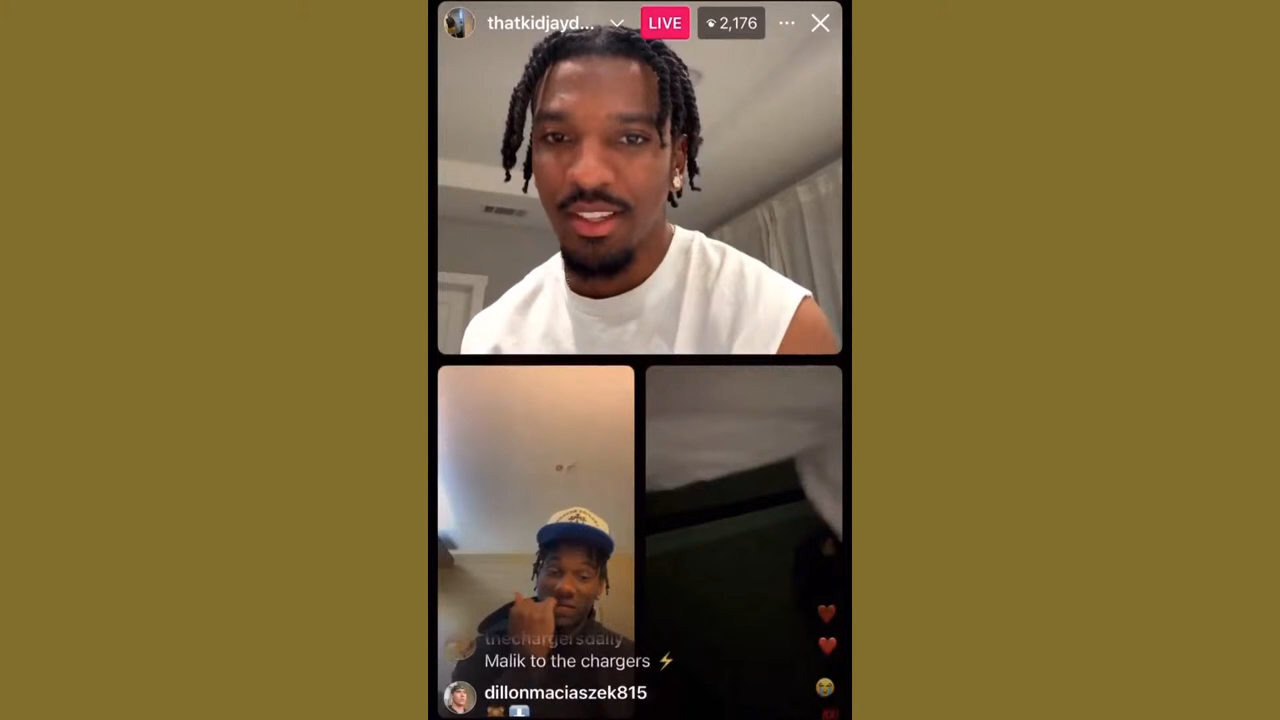 thatkidjayd...
LIVE
2,176
thechargersdaily
Malik to the chargers ⚡
dillonmaciaszek815